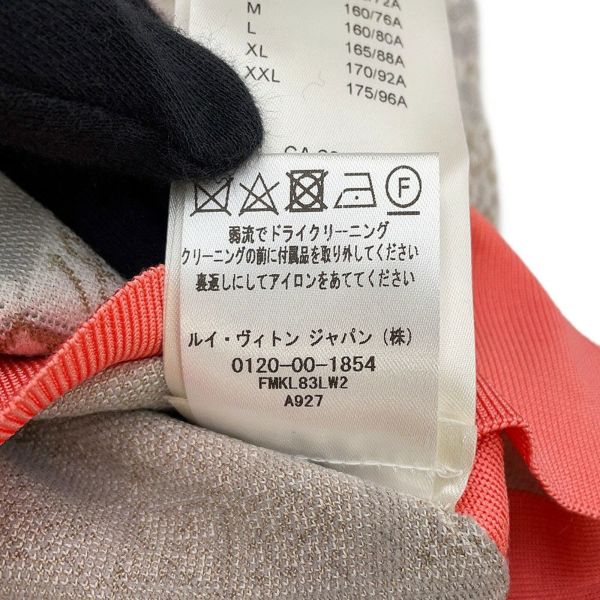 M 160/76A
L 160/80A
XL 165/88A
XXL 170/92A
175/96A
F
弱流でドライクリーニング
クリーニングの前に付属品を取り外してください
裏返しにしてアイロンをあててください
ルイ・ヴィトン ジャパン (株)
0120-00-1854
FMKL83LW2
A927